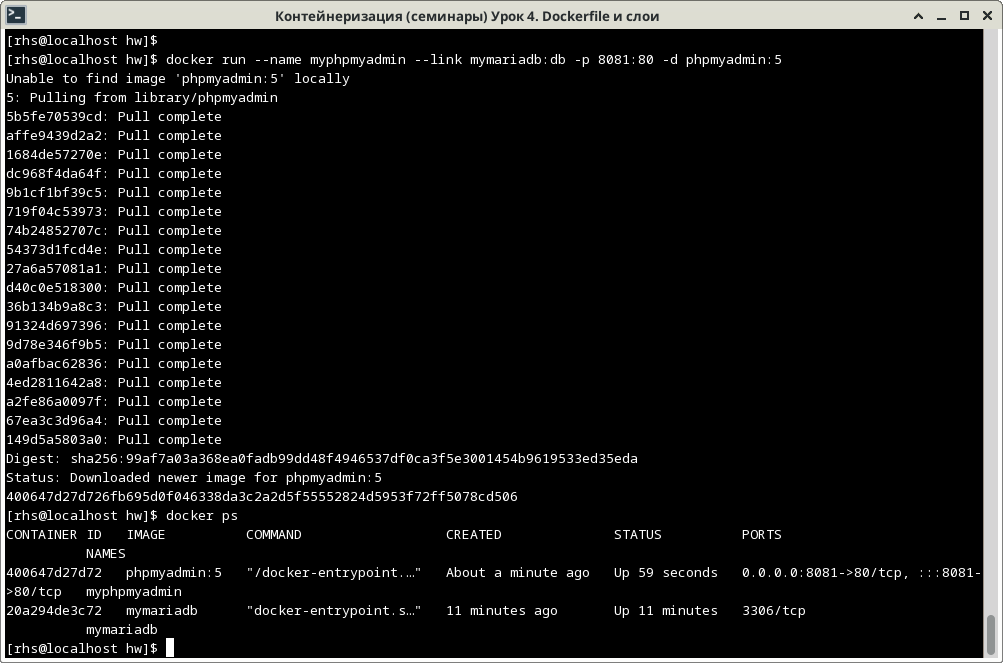 Контейнеризация (семинары) Урок 4. Dockerfile и слои
[rhs@localhost hw]$
[rhs@localhost hw]$ docker run --name myphpmyadmin --link mymariadb:db -p 8081:80 -d phpmyadmin:5
Unable to find image 'phpmyadmin:5' locally
5: Pulling from library/phpmyadmin
5b5fe70539cd: Pull complete
affe9439d2a2: Pull complete
1684de57270e: Pull complete
dc968f4da64f: Pull complete
9b1cf1bf39c5: Pull complete
719f04c53973: Pull complete
74b24852707c: Pull complete
54373d1fcd4e: Pull complete
27a6a57081a1: Pull complete
d40c0e518300: Pull complete
36b134b9a8c3: Pull complete
91324d697396: Pull complete
9d78e346f9b5: Pull complete
a0afbac62836: Pull complete
4ed2811642a8: Pull complete
a2fe86a0097f: Pull complete
67ea3c3d96a4: Pull complete
149d5a5803a0: Pull complete
Digest: sha256:99af7a03a368ea0fadb99dd48f4946537df0ca3f5e3001454b9619533ed35eda
Status: Downloaded newer image for phpmyadmin:5
400647d27d726fb695d0f046338da3c2a2d5f55552824d5953f72ff5078cd506
[rhs@localhost hw]$ docker ps
CONTAINER ID   IMAGE          COMMAND                  CREATED              STATUS          PORTS
          NAMES
400647d27d72   phpmyadmin:5   "/docker-entrypoint.…"   About a minute ago   Up 59 seconds   0.0.0.0:8081->80/tcp, :::8081-
>80/tcp   myphpmyadmin
20a294de3c72   mymariadb      "docker-entrypoint.s…"   11 minutes ago       Up 11 minutes   3306/tcp
          mymariadb
[rhs@localhost hw]$